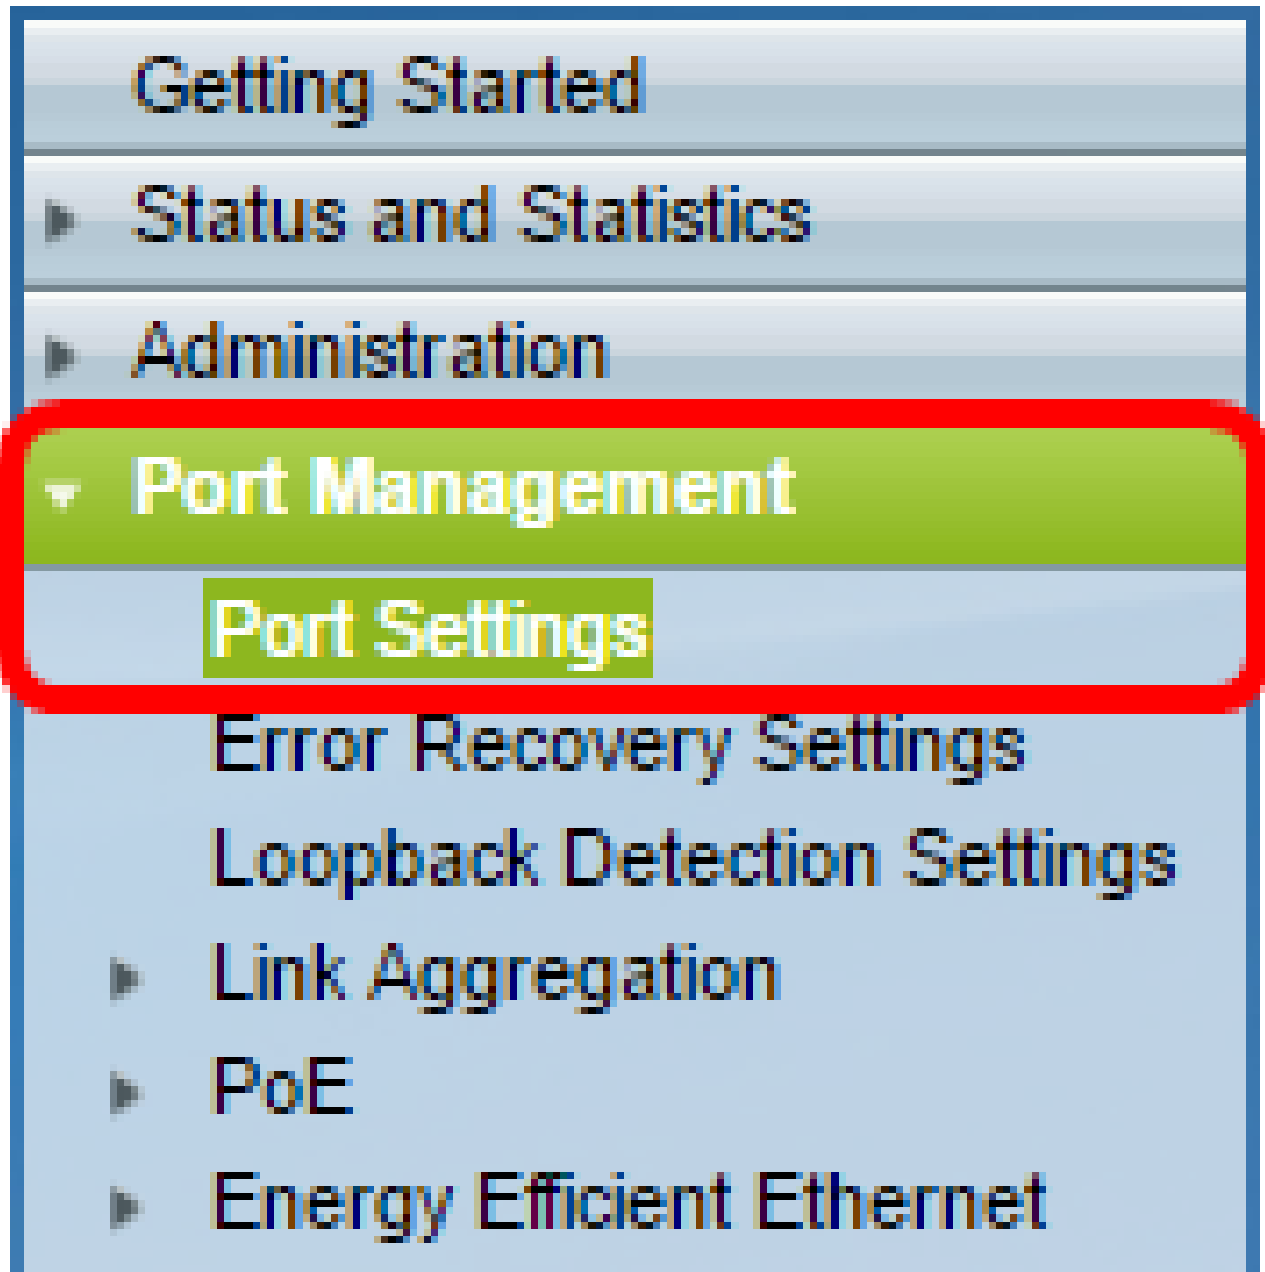 Getting Started
Status and Statistics
Administration
Port Management
Port Settings
Error Recovery Settings
Loopback Detection Settings
Link Aggregation
PoE
Energy Efficient Ethernet